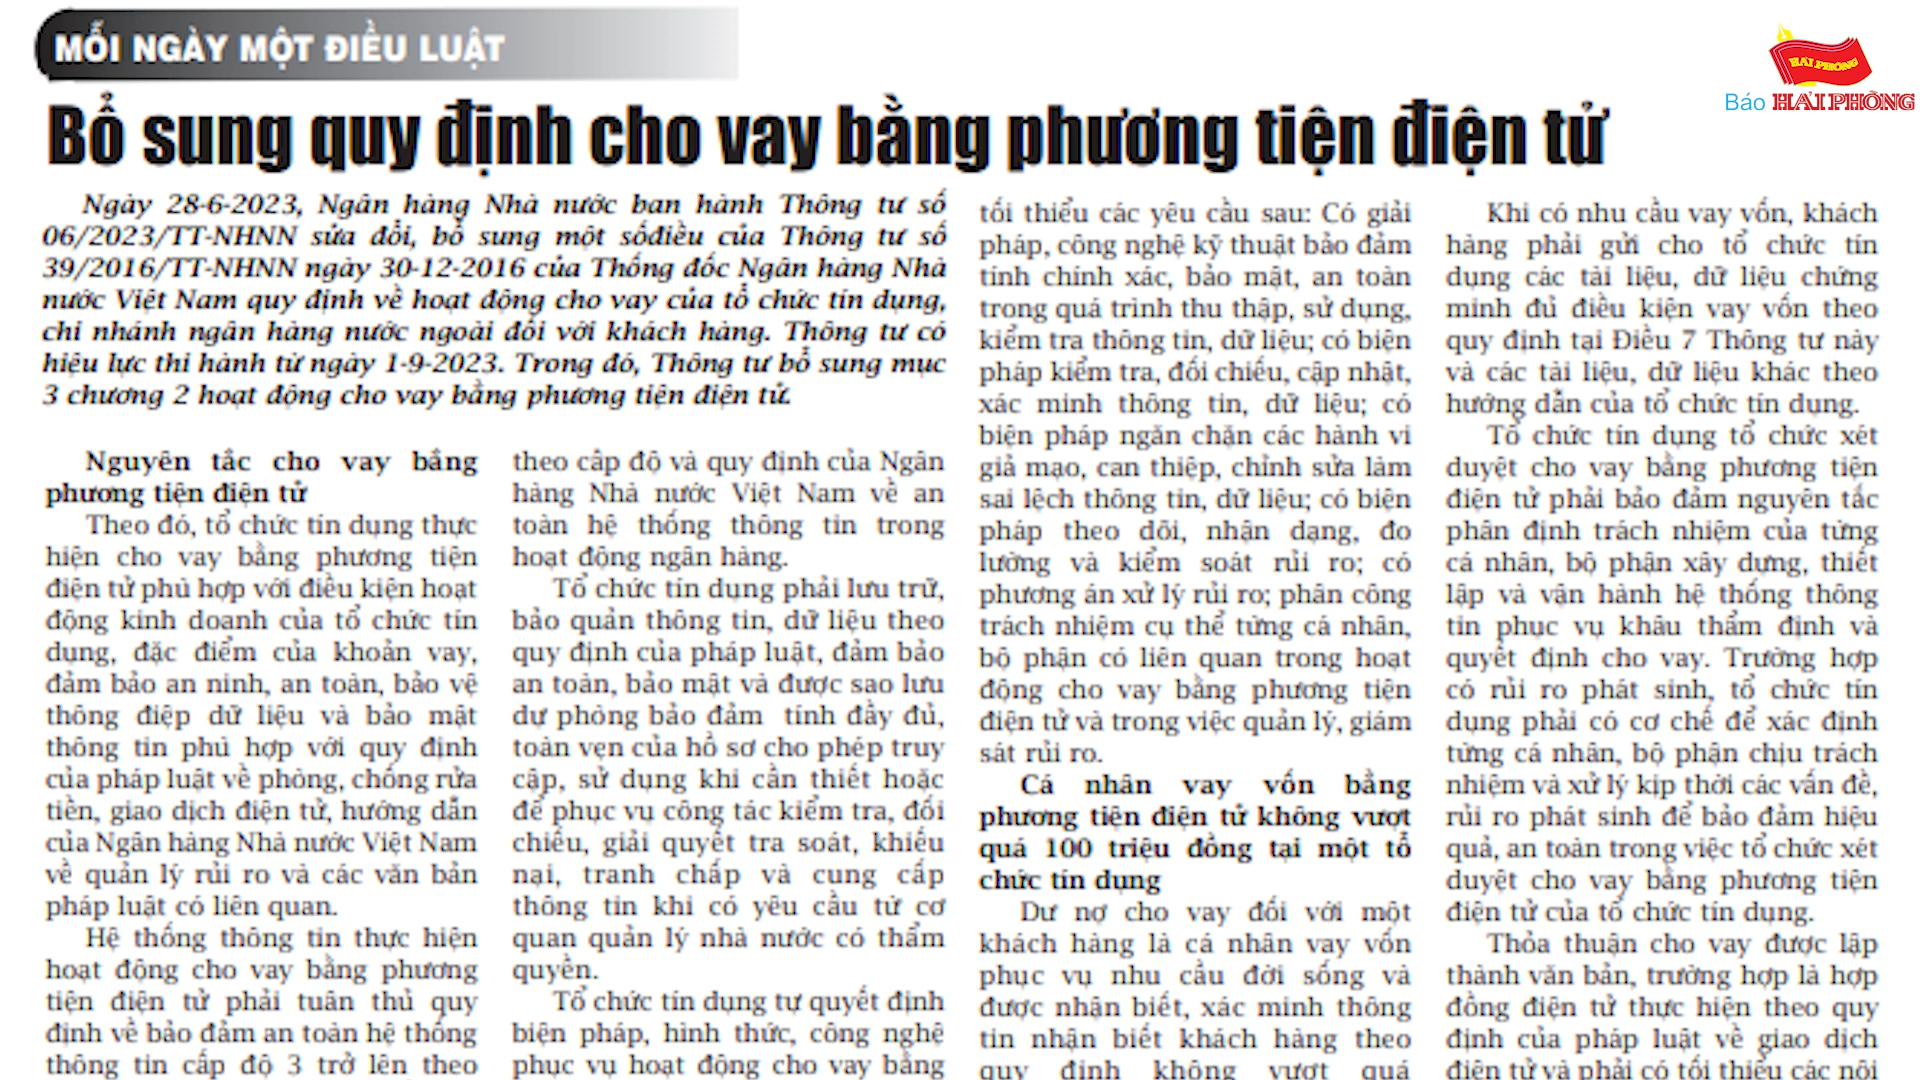 MỖI NGÀY MỘT ĐIỀU LUẬT
HẢI PHÒNG
Báo HẢI PHÒNG
Bổ sung quy định cho vay bằng phương tiện điện tử
Ngày 28-6-2023, Ngân hàng Nhà nước ban hành Thông tư số
06/2023/TT-NHNN sửa đổi, bổ sung một sốđiều của Thông tư số
39/2016/TT-NHNN ngày 30-12-2016 của Thống đốc Ngân hàng Nhà
nước Việt Nam quy định về hoạt động cho vay của tổ chức tín dụng,
chi nhánh ngân hàng nước ngoài đối với khách hàng. Thông tư có
hiệu lực thi hành từ ngày 1-9-2023. Trong đó, Thông tư bổ sung mục
3 chương 2 hoạt động cho vay bằng phương tiện điện tử.
Nguyên tắc cho vay bằng
phương tiện điện tử
Theo đó, tổ chức tín dụng thực
hiện cho vay bằng phương tiện
điện tử phù hợp với điều kiện hoạt
động kinh doanh của tổ chức tín
dụng, đặc điểm của khoản vay,
đảm bảo an ninh, an toàn, bảo vệ
thông điệp dữ liệu và bảo mật
thông tin phù hợp với quy định
của pháp luật về phòng, chống rửa
tiền, giao dịch điện tử, hướng dẫn
của Ngân hàng Nhà nước Việt Nam
về quản lý rủi ro và các văn bản
pháp luật có liên quan.
Hệ thống thông tin thực hiện
hoạt động cho vay bằng phương
tiện điện tử phải tuân thủ quy
định về bảo đảm an toàn hệ thống
thông tin cấp độ 3 trở lên theo
theo cấp độ và quy định của Ngân
hàng Nhà nước Việt Nam về an
toàn hệ thống thông tin trong
hoạt động ngân hàng.
Tổ chức tín dụng phải lưu trữ,
bảo quản thông tin, dữ liệu theo
quy định của pháp luật, đảm bảo
an toàn, bảo mật và được sao lưu
dự phòng bảo đảm tính đầy đủ,
toàn vẹn của hồ sơ cho phép truy
cập, sử dụng khi cần thiết hoặc
để phục vụ công tác kiểm tra, đối
chiếu, giải quyết tra soát, khiếu
nại, tranh chấp và cung cấp
thông tin khi có yêu cầu từ cơ
quan quản lý nhà nước có thẩm
quyền.
Tổ chức tín dụng tự quyết định
biện pháp, hình thức, công nghệ
phục vụ hoạt động cho vay bằng
tối thiểu các yêu cầu sau: Có giải
pháp, công nghệ kỹ thuật bảo đảm
tính chính xác, bảo mật, an toàn
trong quá trình thu thập, sử dụng,
kiểm tra thông tin, dữ liệu; có biện
pháp kiểm tra, đối chiếu, cập nhật,
xác minh thông tin, dữ liệu; có
biện pháp ngăn chặn các hành vi
giả mạo, can thiệp, chỉnh sửa làm
sai lệch thông tin, dữ liệu; có biện
pháp theo dõi, nhận dạng, đo
lường và kiểm soát rủi ro; có
phương án xử lý rủi ro; phân công
trách nhiệm cụ thể từng cá nhân,
bộ phận có liên quan trong hoạt
động cho vay bằng phương tiện
điện tử và trong việc quản lý, giám
sát rủi ro.
Cá nhân vay vốn bằng
phương tiện điện tử không vượt
quá 100 triệu đồng tại một tổ
chức tín dụng
Dư nợ cho vay đối với một
khách hàng là cá nhân vay vốn
phục vụ nhu cầu đời sống và
được nhận biết, xác minh thông
tin nhận biết khách hàng theo
quy định không vượt quá
Khi có nhu cầu vay vốn, khách
hàng phải gửi cho tổ chức tín
dụng các tài liệu, dữ liệu chứng
minh đủ điều kiện vay vốn theo
quy định tại Điều 7 Thông tư này
và các tài liệu, dữ liệu khác theo
hướng dẫn của tổ chức tín dụng.
Tổ chức tín dụng tổ chức xét
duyệt cho vay bằng phương tiện
điện tử phải bảo đảm nguyên tắc
phân định trách nhiệm của từng
cá nhân, bộ phận xây dựng, thiết
lập và vận hành hệ thống thông
tin phục vụ khâu thẩm định và
quyết định cho vay. Trường hợp
có rủi ro phát sinh, tổ chức tín
dụng phải có cơ chế để xác định
từng cá nhân, bộ phận chịu trách
nhiệm và xử lý kịp thời các vấn đề,
rủi ro phát sinh để bảo đảm hiệu
quả, an toàn trong việc tổ chức xét
duyệt cho vay bằng phương tiện
điện tử của tổ chức tín dụng.
Thỏa thuận cho vay được lập
thành văn bản, trường hợp là hợp
đồng điện tử thực hiện theo quy
định của pháp luật về giao dịch
điện tử và phải có tối thiểu các nội